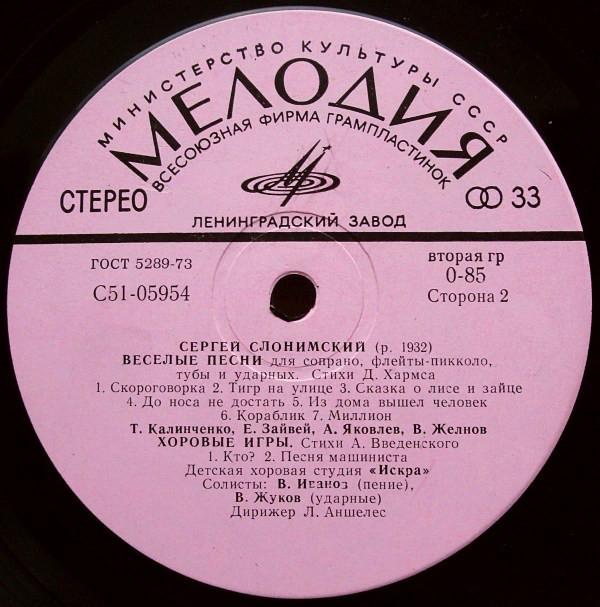 МИНИСТЕРСТВО КУЛЬТУРЫ СССР
МЕЛОДИЯ
ВСЕСОЮЗНАЯ ФИРМА ГРАМПЛАСТИНОК
СТЕРЕО 33
ЛЕНИНГРАДСКИЙ ЗАВОД
ГОСТ 5289-73 вторая гр
0-85
С51-05954 Сторона 2
СЕРГЕЙ СЛОНИМСКИЙ (р. 1932)
ВЕСЕЛЫЕ ПЕСНИ для сопрано, флейты-пикколо,
тубы и ударных. Стихи Д. Хармса
1. Скороговорка 2. Тигр на улице 3. Сказка о лисе и зайце
4. До носа не достать 5. Из дома вышел человек
6. Кораблик 7. Миллион
Т. Калинченко, Е. Зайвей, А. Яковлев, В. Желнов
ХОРОВЫЕ ИГРЫ. Стихи А. Введенского
1. Кто? 2. Песня машиниста
Детская хоровая студия «Искра»
Солисты: В. Иваноз (пение),
В. Жуков (ударные)
Дирижер Л. Аншелес